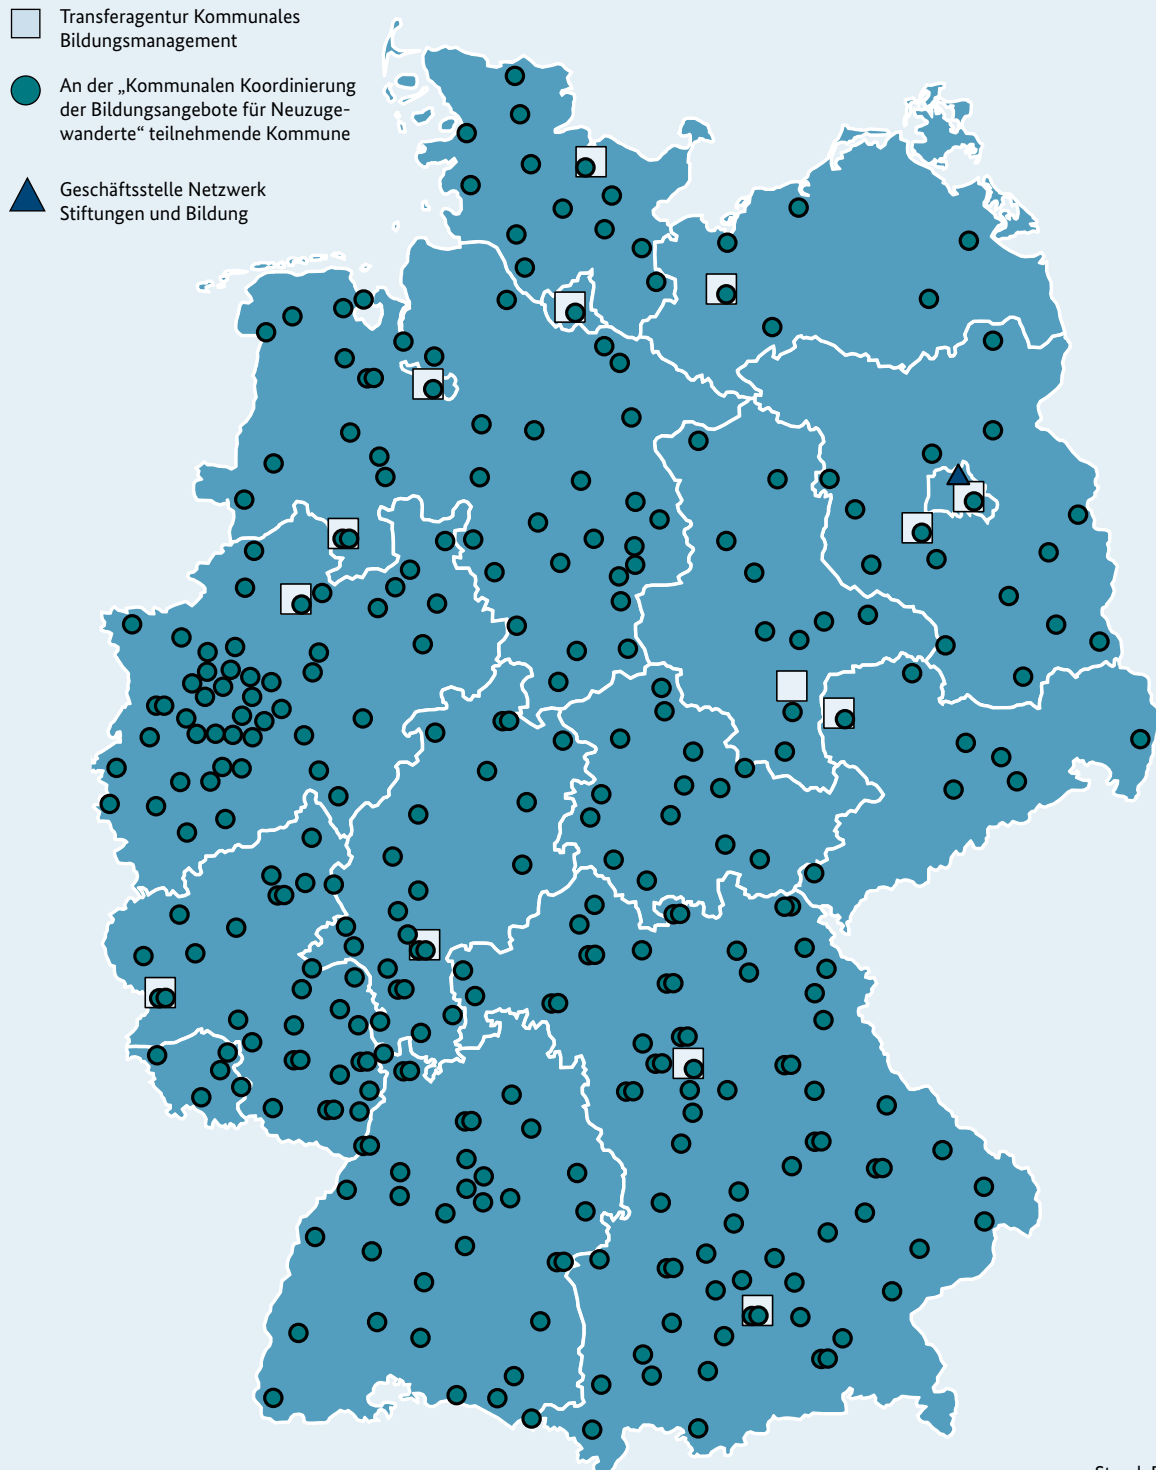 Transferagentur Kommunales
Bildungsmanagement
An der „Kommunalen Koordinierung
der Bildungsangebote für Neuzuge-
wanderte“ teilnehmende Kommune
Geschäftsstelle Netzwerk
Stiftungen und Bildung